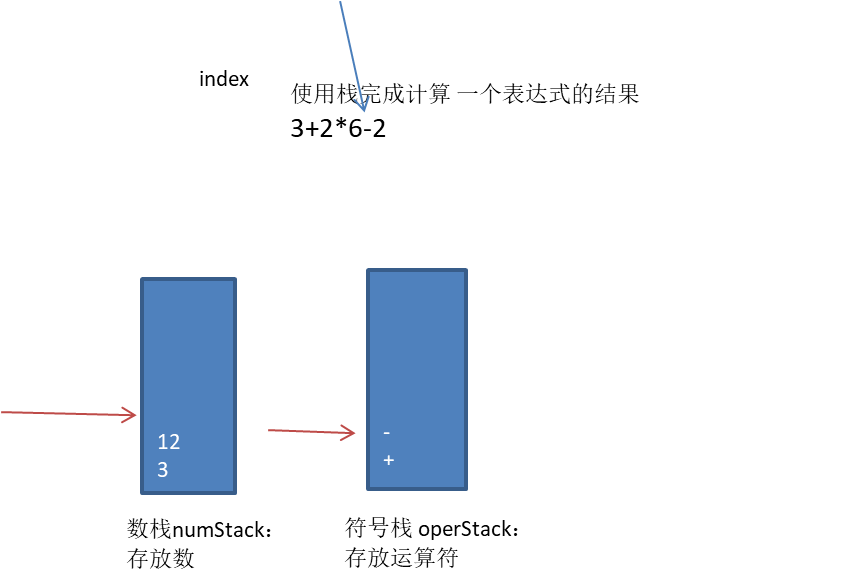 index
使用栈完成计算 一个表达式的结果
3+2*6-2
12
3
-
+
数栈numStack：
存放数
符号栈 operStack：
存放运算符